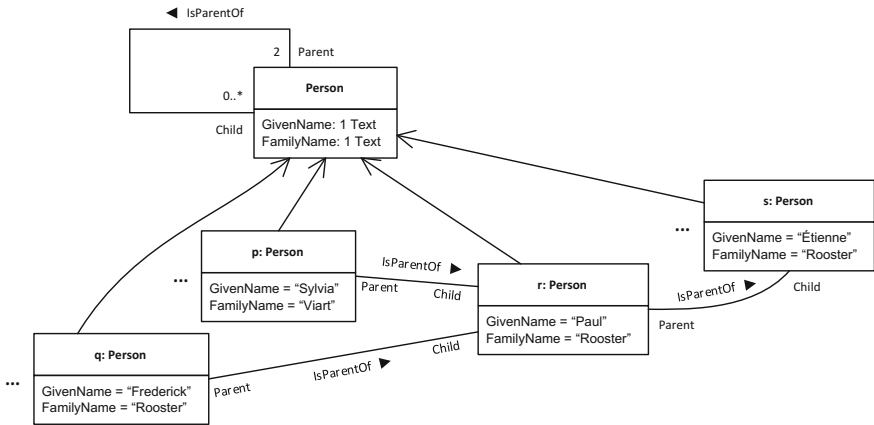 ◄ IsParentOf
2 Parent
Person
0..*
Child
GivenName: 1 Text
FamilyName: 1 Text
s: Person
...
GivenName = “Étienne”
FamilyName = “Rooster”
p: Person
...
GivenName = “Sylvia”
FamilyName = “Viart”
IsParentOf ►
Parent
Child
r: Person
GivenName = “Paul”
FamilyName = “Rooster”
IsParentOf ►
Parent
Child
q: Person
...
GivenName = “Frederick”
FamilyName = “Rooster”
Parent
IsParentOf ►
Child